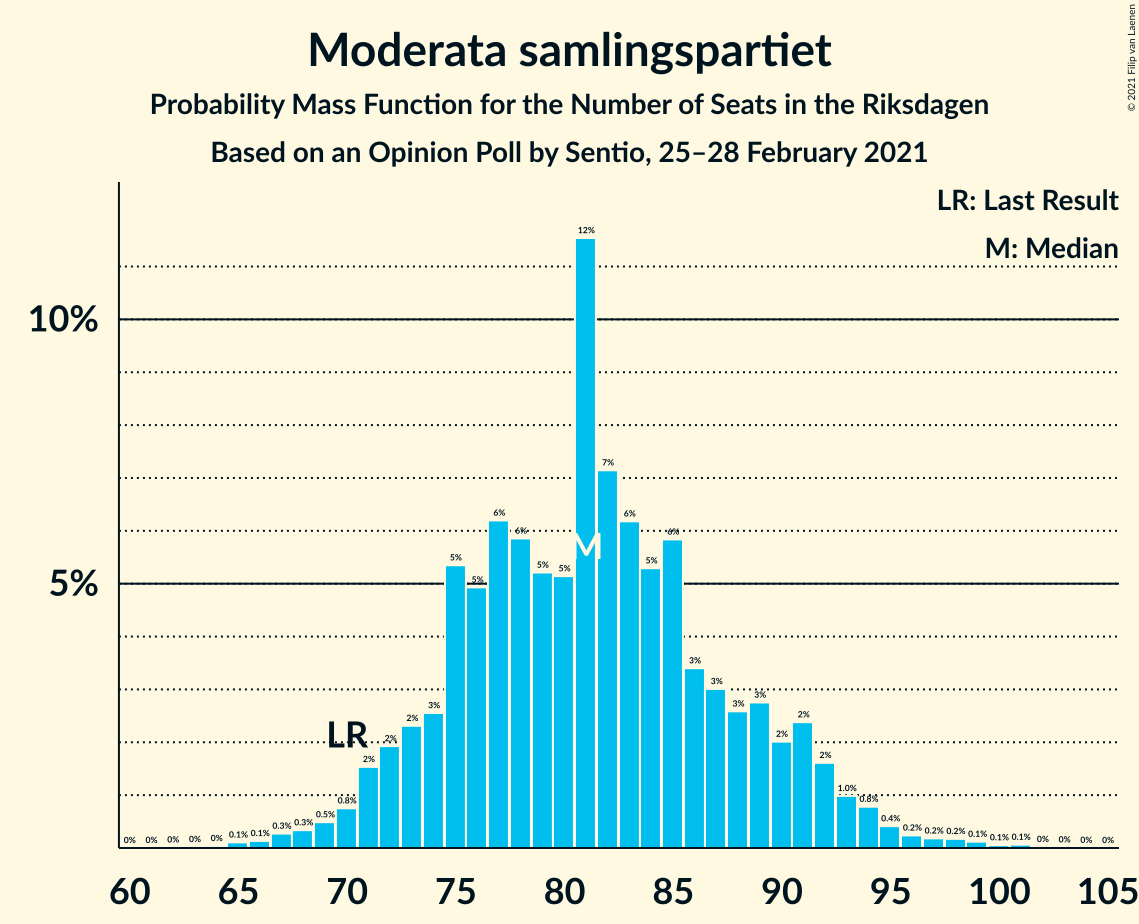 Moderata samlingspartiet
Probability Mass Function for the Number of Seats in the Riksdagen
Based on an Opinion Poll by Sentio, 25–28 February 2021
© 2021 Filip van Laenen
LR: Last Result
M: Median
10%
5%
0% 0% 0% 0% 0% 0.1% 0.1% 0.3% 0.3% 0.5% 0.8% 2% 2% 2% 3% 5% 5% 6% 6% 5% 5% 12% 7% 6% 5% 6% 3% 3% 3% 3% 2% 2% 2% 1.0% 0.8% 0.4% 0.2% 0.2% 0.2% 0.1% 0.1% 0.1% 0% 0% 0% 0%
LR
M
60 65 70 75 80 85 90 95 100 105